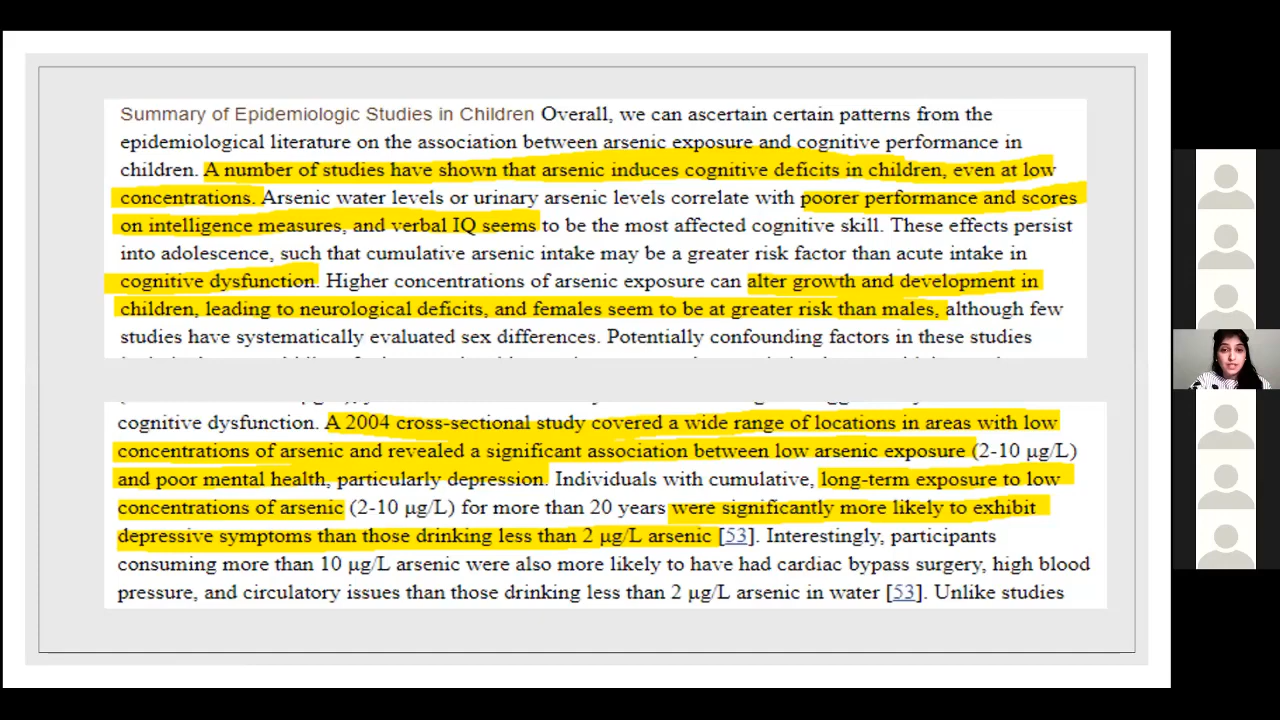 Summary of Epidemiologic Studies in Children Overall, we can ascertain certain patterns from the
epidemiological literature on the association between arsenic exposure and cognitive performance in
children. A number of studies have shown that arsenic induces cognitive deficits in children, even at low
concentrations. Arsenic water levels or urinary arsenic levels correlate with poorer performance and scores
on intelligence measures, and verbal IQ seems to be the most affected cognitive skill. These effects persist
into adolescence, such that cumulative arsenic intake may be a greater risk factor than acute intake in
cognitive dysfunction. Higher concentrations of arsenic exposure can alter growth and development in
children, leading to neurological deficits, and females seem to be at greater risk than males, although few
studies have systematically evaluated sex differences. Potentially confounding factors in these studies
cognitive dysfunction. A 2004 cross-sectional study covered a wide range of locations in areas with low
concentrations of arsenic and revealed a significant association between low arsenic exposure (2-10 µg/L)
and poor mental health, particularly depression. Individuals with cumulative, long-term exposure to low
concentrations of arsenic (2-10 µg/L) for more than 20 years were significantly more likely to exhibit
depressive symptoms than those drinking less than 2 µg/L arsenic [53]. Interestingly, participants
consuming more than 10 µg/L arsenic were also more likely to have had cardiac bypass surgery, high blood
pressure, and circulatory issues than those drinking less than 2 µg/L arsenic in water [53]. Unlike studies